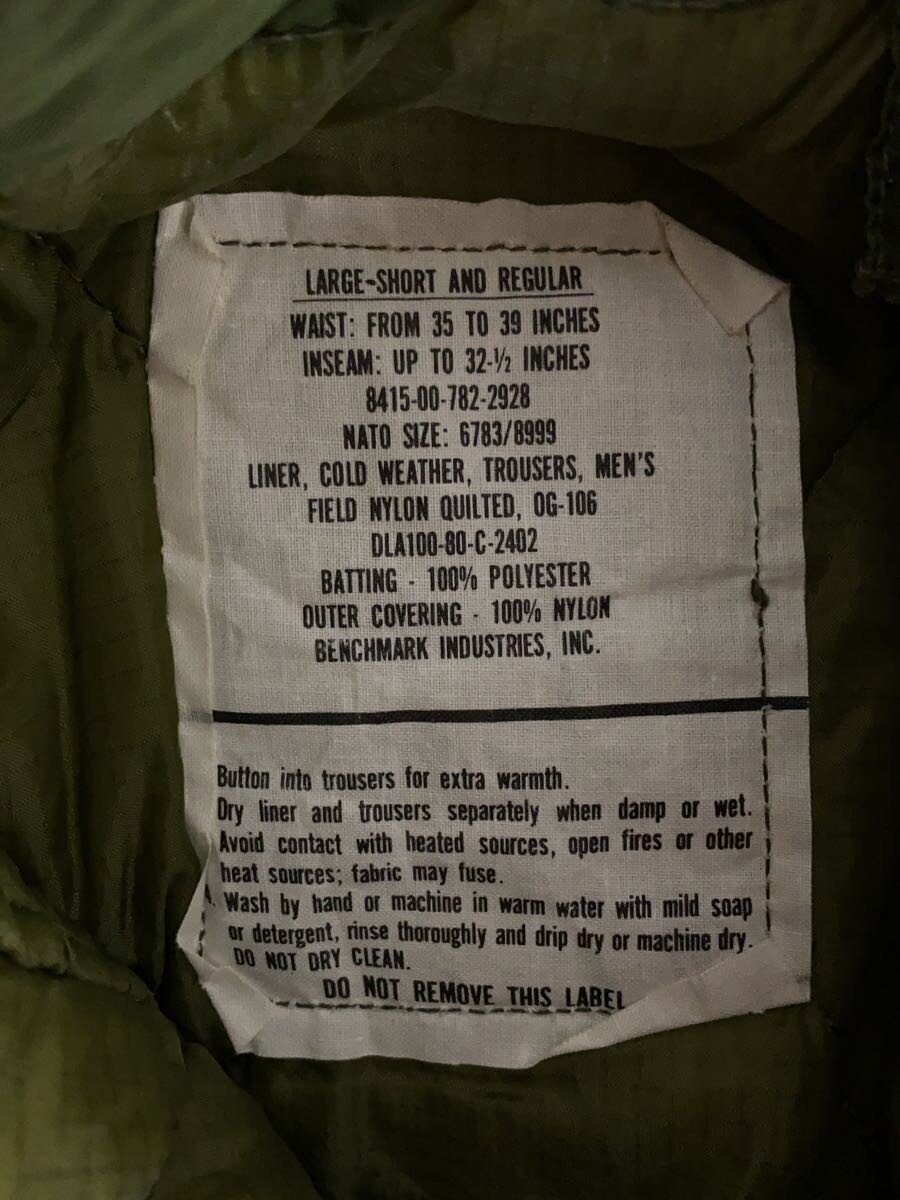 LARGE-SHORT AND REGULAR
WAIST: FROM 35 TO 39 INCHES
INSEAM: UP TO 32-½ INCHES
8415-00-782-2928
NATO SIZE: 6783/8999
LINER, COLD WEATHER, TROUSERS, MEN'S
FIELD NYLON QUILTED, OG-106
DLA100-80-C-2402
BATTING - 100% POLYESTER
OUTER COVERING - 100% NYLON
BENCHMARK INDUSTRIES, INC.
Button into trousers for extra warmth.
Dry liner and trousers separately when damp or wet.
Avoid contact with heated sources, open fires or other
heat sources; fabric may fuse.
Wash by hand or machine in warm water with mild soap
or detergent, rinse thoroughly and drip dry or machine dry.
DO NOT DRY CLEAN.
DO NOT REMOVE THIS LABEL